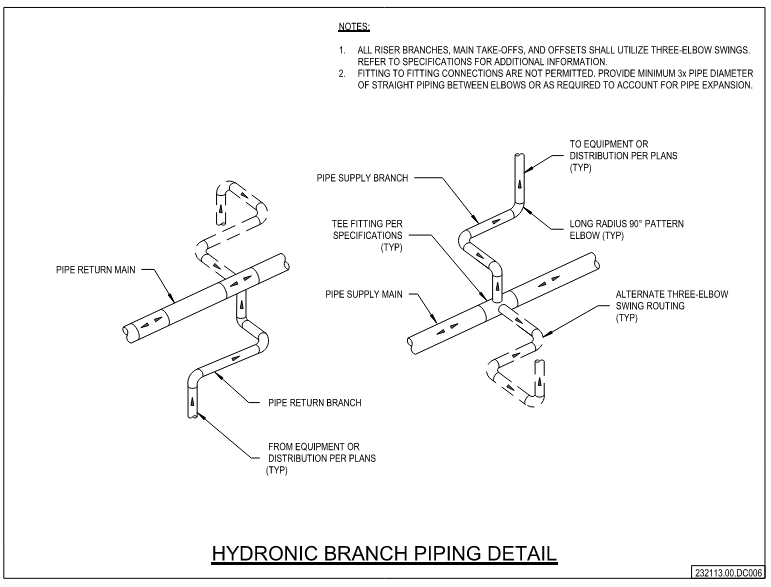 NOTES:
1. ALL RISER BRANCHES, MAIN TAKE-OFFS, AND OFFSETS SHALL UTILIZE THREE-ELBOW SWINGS.
REFER TO SPECIFICATIONS FOR ADDITIONAL INFORMATION.
2. FITTING TO FITTING CONNECTIONS ARE NOT PERMITTED. PROVIDE MINIMUM 3x PIPE DIAMETER
OF STRAIGHT PIPING BETWEEN ELBOWS OR AS REQUIRED TO ACCOUNT FOR PIPE EXPANSION.
TO EQUIPMENT OR
DISTRIBUTION PER PLANS
(TYP)
PIPE SUPPLY BRANCH
TEE FITTING PER
SPECIFICATIONS
(TYP)
LONG RADIUS 90° PATTERN
ELBOW (TYP)
PIPE RETURN MAIN
PIPE SUPPLY MAIN
ALTERNATE THREE-ELBOW
SWING ROUTING
(TYP)
PIPE RETURN BRANCH
FROM EQUIPMENT OR
DISTRIBUTION PER PLANS
(TYP)
HYDRONIC BRANCH PIPING DETAIL
232113.00.DC006